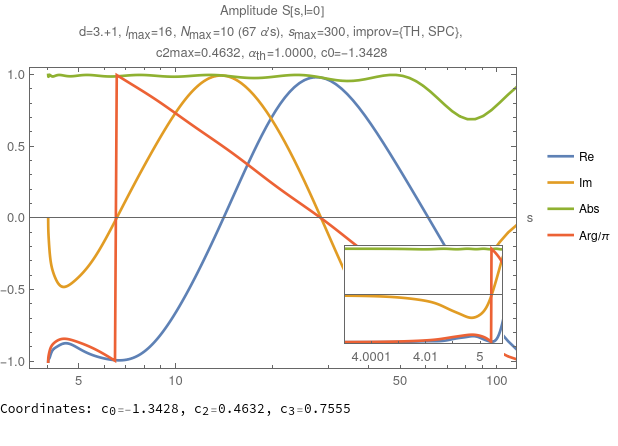 Amplitude S[s,l=0]
d=3.+1, lmax=16, Nmax=10 (67 α's), smax=300, improv={TH, SPC},
c2max=0.4632, αth=1.0000, c0=-1.3428
1.0
0.5
0.0
-0.5
-1.0
5
10
50
100
s
4.0001
4.01
5
Re
Im
Abs
Arg/π
Coordinates: c0=-1.3428, c2=0.4632, c3=0.7555